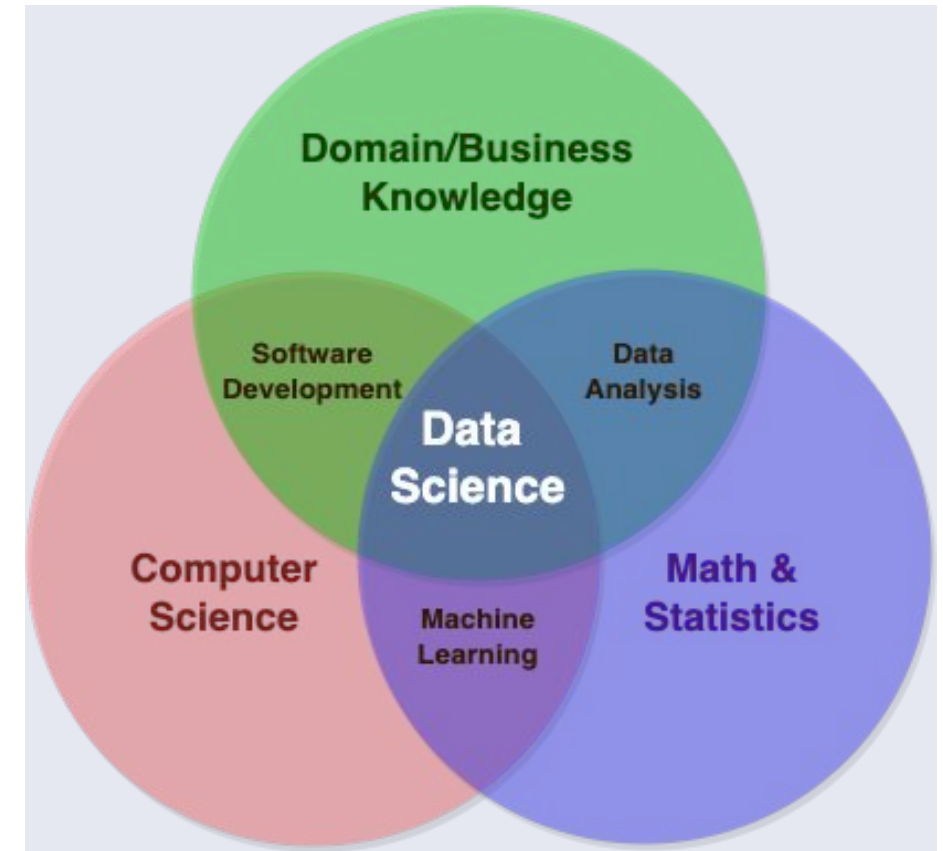 Domain/Business
Knowledge
Software
Development
Data
Analysis
Data
Science
Computer
Science
Math &
Statistics
Machine
Learning